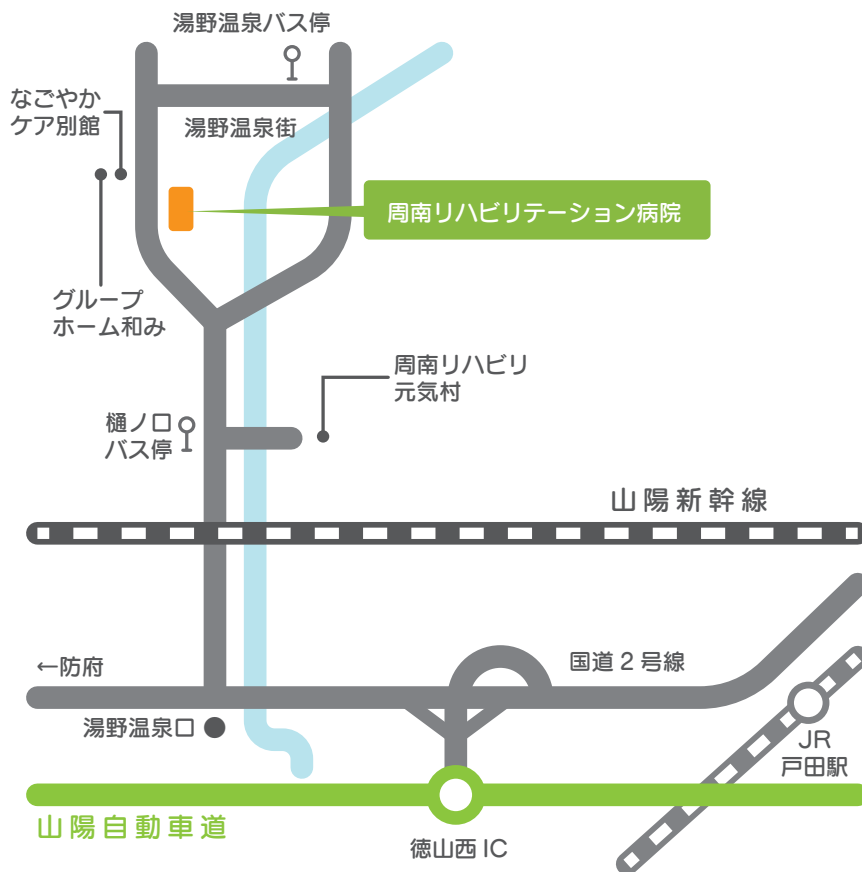 湯野温泉バス停
なごやか
ケア別館
湯野温泉街
周南リハビリテーション病院
グループ
ホーム和み
周南リハビリ
元気村
樋ノ口
バス停
山陽新幹線
←防府
国道2号線
湯野温泉口
JR
戸田駅
山陽自動車道
徳山西IC